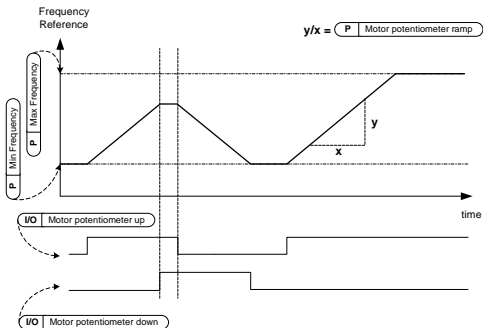 Frequency
Reference
y/x = P Motor potentiometer ramp
P Max Frequency
P Min Frequency
y
x
time
I/O Motor potentiometer up
I/O Motor potentiometer down